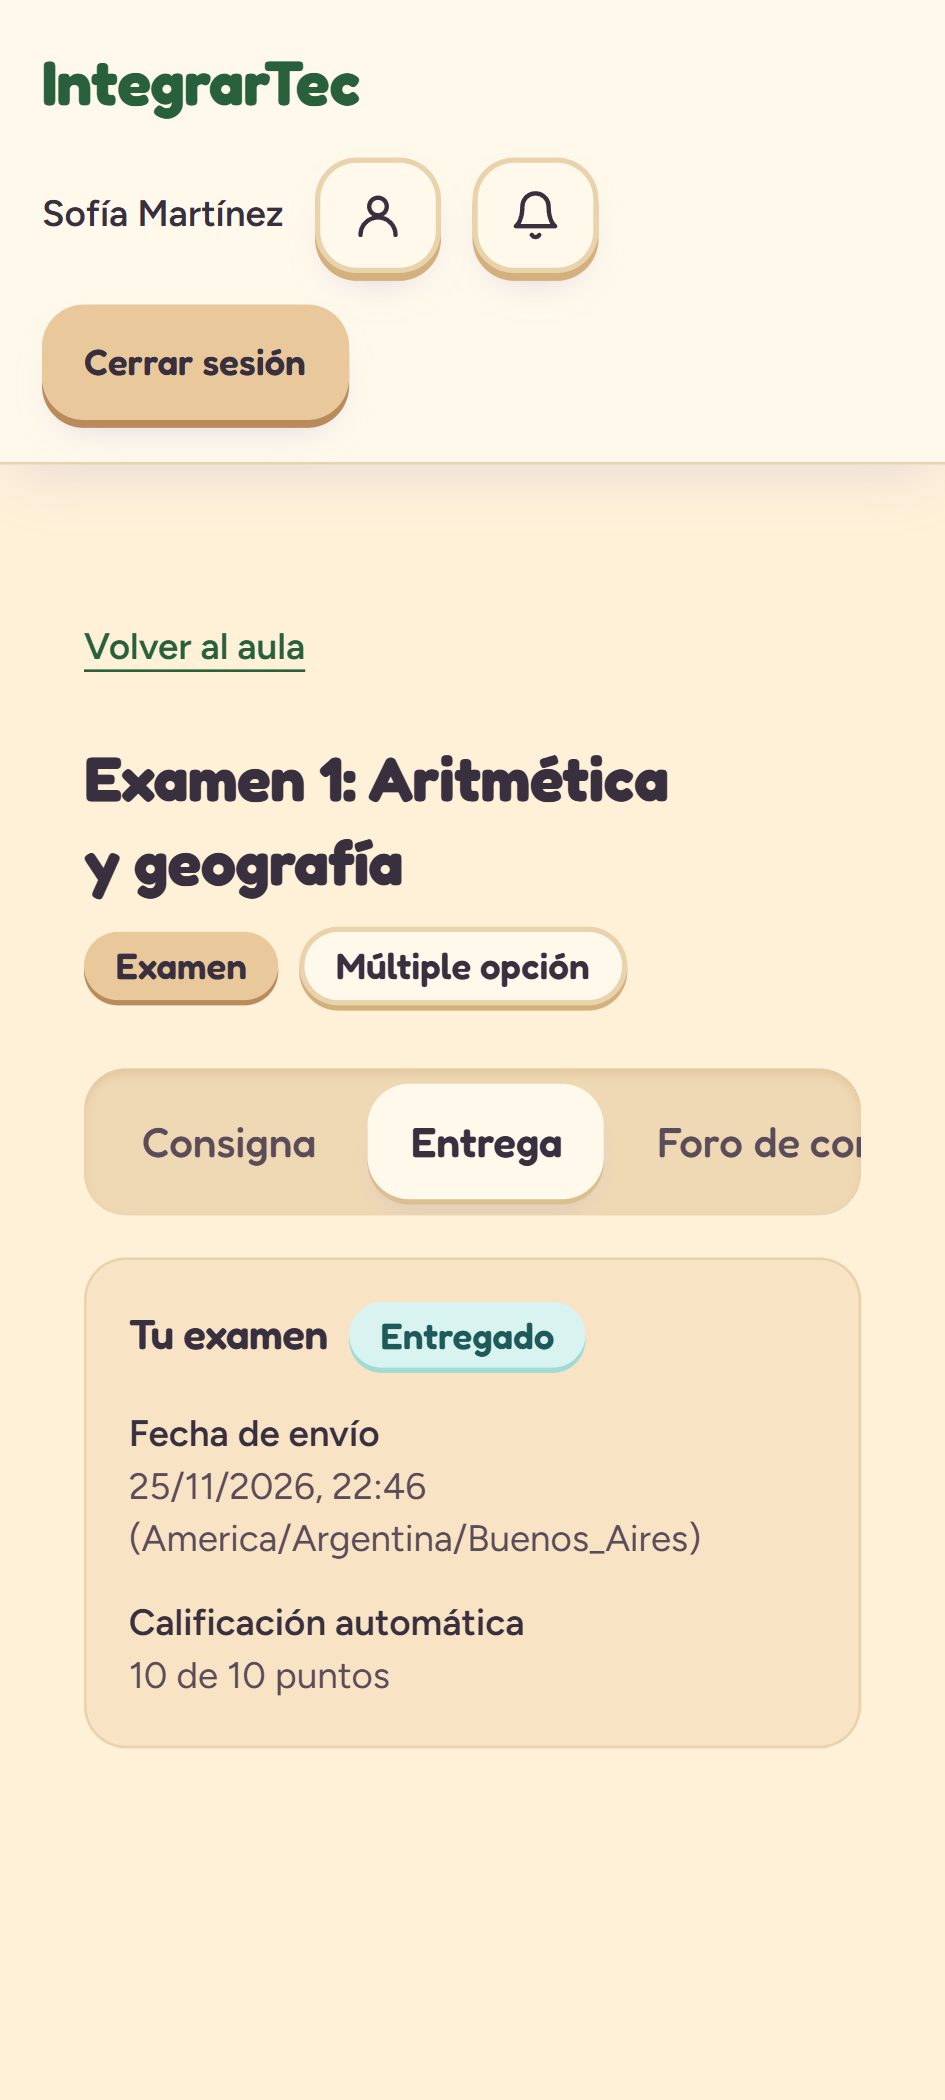 IntegrarTec
Sofía Martínez
Cerrar sesión
Volver al aula
Examen 1: Aritmética
y geografía
Examen
Múltiple opción
Consigna
Entrega
Foro de
Tu examen
Entregado
Fecha de envío
25/11/2026, 22:46
(America/Argentina/Buenos_Aires)
Calificación automática
10 de 10 puntos